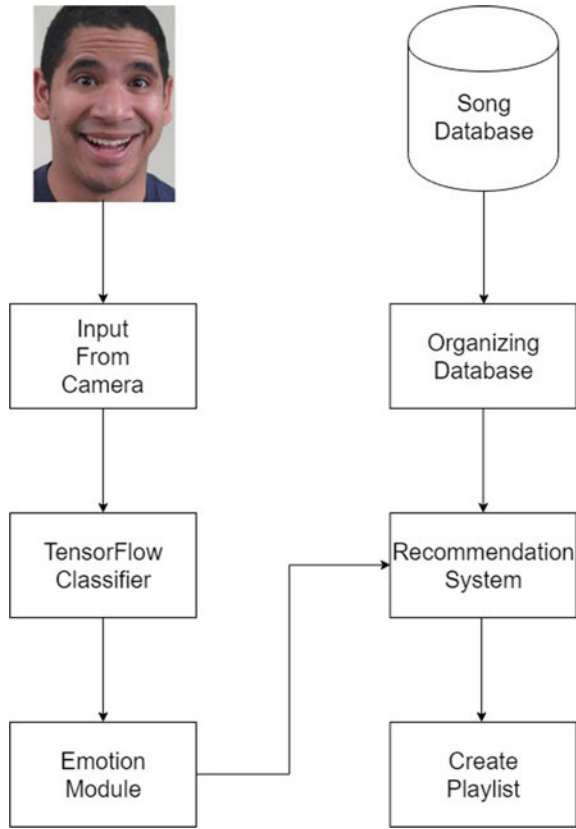 Song
Database
Input
From
Camera
Organizing
Database
TensorFlow
Classifier
Recommendation
System
Emotion
Module
Create
Playlist